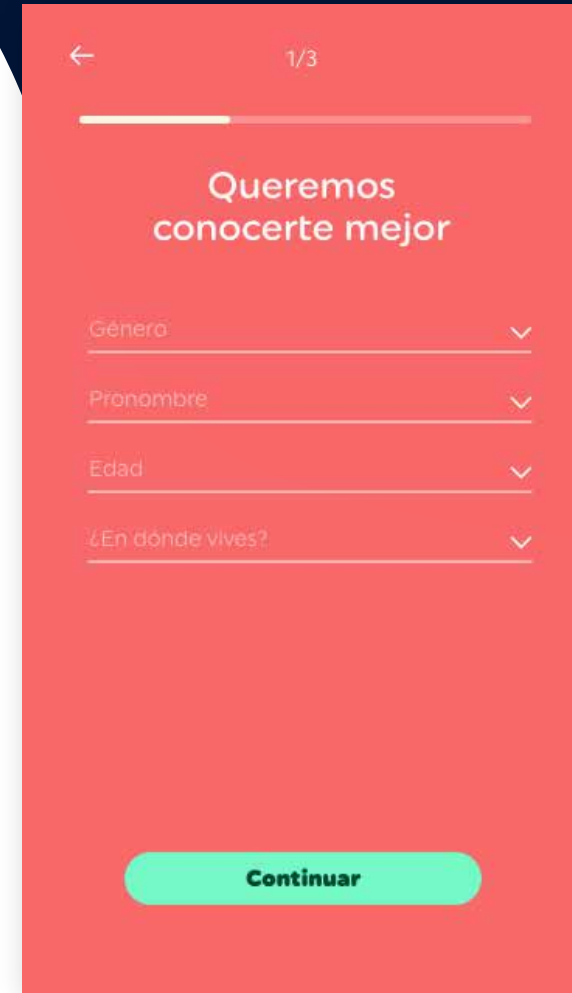 1/3
Queremos
conocerte mejor
Género
Pronombre
Edad
¿En dónde vives?
Continuar